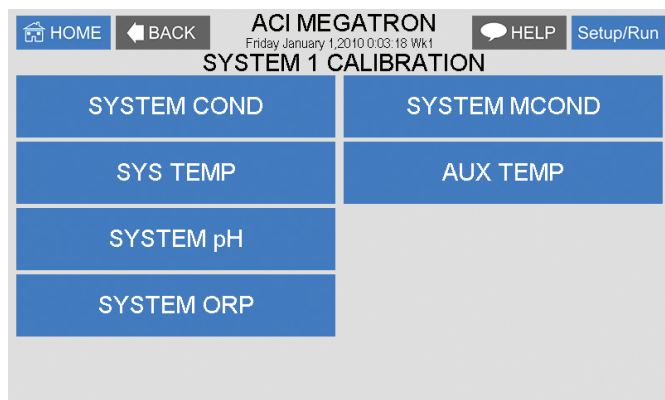 HOME BACK ACI MEGATRON HELP Setup/Run
Friday January 1,2010 0:03:18 Wk1
SYSTEM 1 CALIBRATION
SYSTEM COND SYSTEM MCOND
SYS TEMP AUX TEMP
SYSTEM pH
SYSTEM ORP